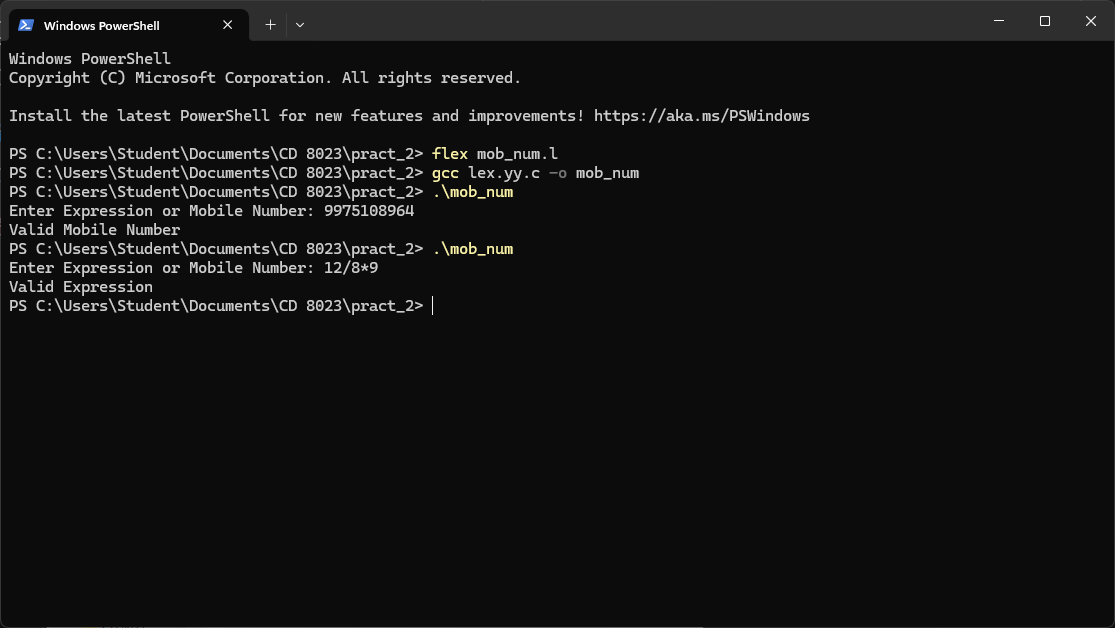 Windows PowerShell
Windows PowerShell
Copyright (C) Microsoft Corporation. All rights reserved.
Install the latest PowerShell for new features and improvements! https://aka.ms/PSWindows
PS C:\Users\Student\Documents\CD 8023\pract_2> flex mob_num.l
PS C:\Users\Student\Documents\CD 8023\pract_2> gcc lex.yy.c -o mob_num
PS C:\Users\Student\Documents\CD 8023\pract_2> .\mob_num
Enter Expression or Mobile Number: 9975108964
Valid Mobile Number
PS C:\Users\Student\Documents\CD 8023\pract_2> .\mob_num
Enter Expression or Mobile Number: 12/8*9
Valid Expression
PS C:\Users\Student\Documents\CD 8023\pract_2>